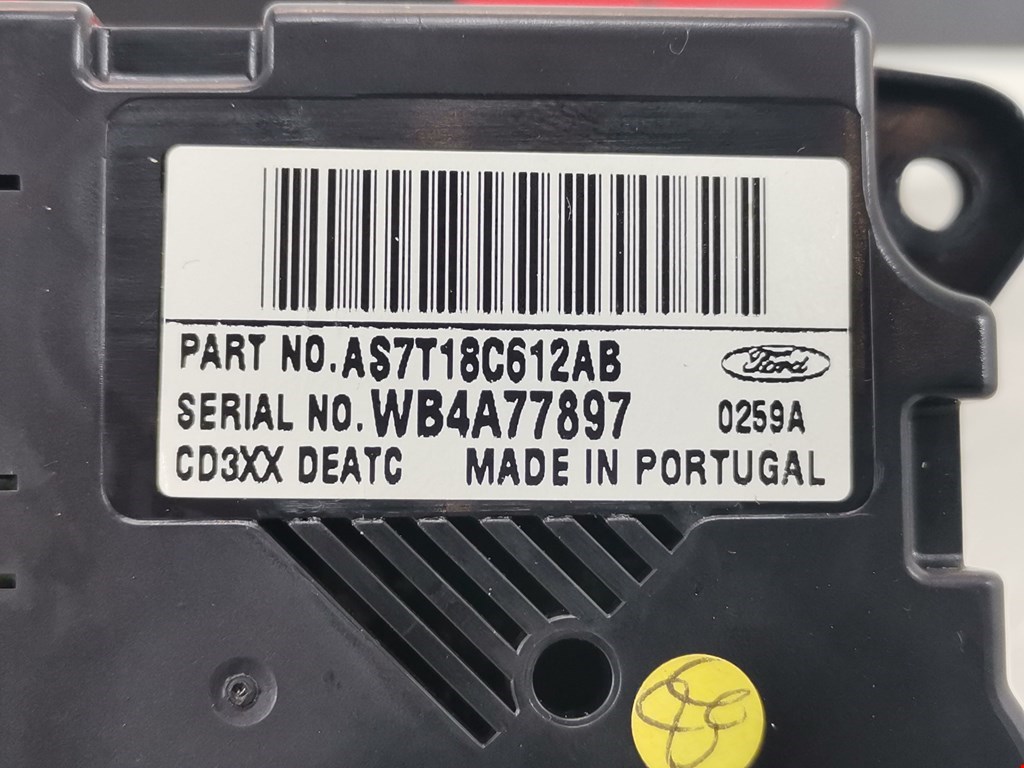 PART NO.AS7T18C612AB
Ford
SERIAL NO.WB4A77897
0259A
CD3XX DEATC MADE IN PORTUGAL